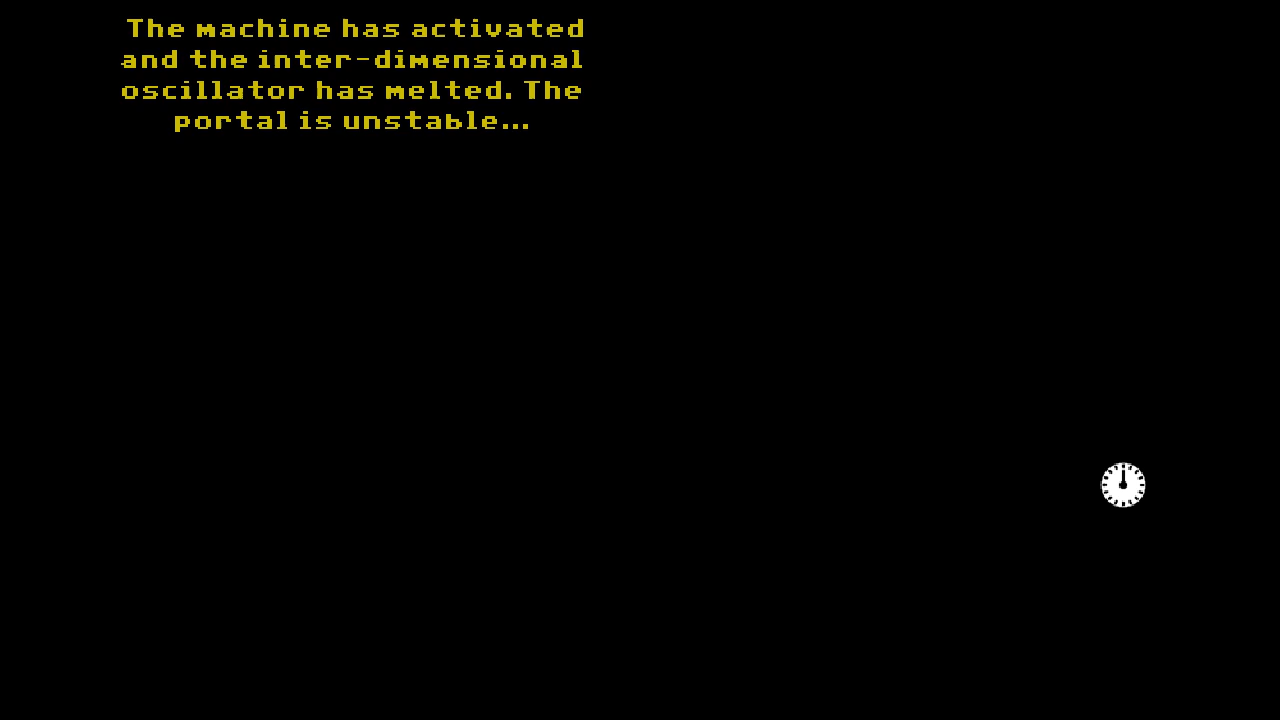 The machine has activated
and the inter-dimensional
oscillator has melted. The
portal is unstable...